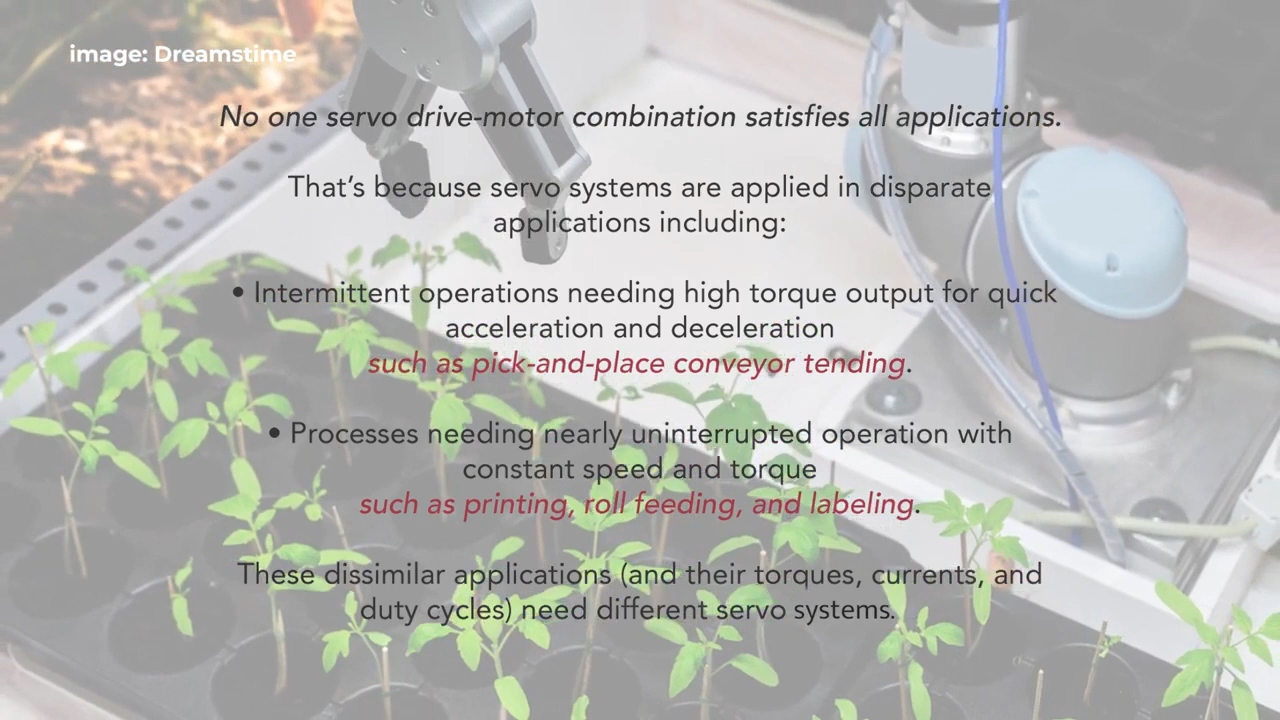 image: Dreamstime
No one servo drive-motor combination satisfies all applications.
That’s because servo systems are applied in disparate
applications including:
• Intermittent operations needing high torque output for quick
acceleration and deceleration
such as pick-and-place conveyor tending.
• Processes needing nearly uninterrupted operation with
constant speed and torque
such as printing, roll feeding, and labeling.
These dissimilar applications (and their torques, currents, and
duty cycles) need different servo systems.